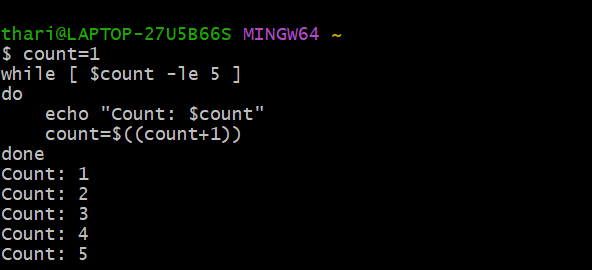 thari@LAPTOP-27U5B66S MINGW64 ~
$ count=1
while [ $count -le 5 ]
do
    echo "Count: $count"
    count=$((count+1))
done
Count: 1
Count: 2
Count: 3
Count: 4
Count: 5